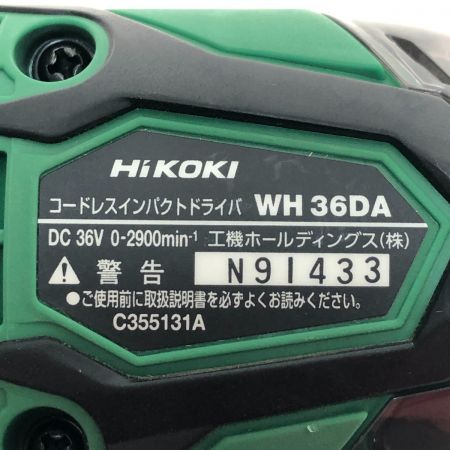 HiKOKI
コードレスインパクトドライバ WH 36DA
DC 36V 0-2900min-1 工機ホールディングス(株)
警告 N91433
●ご使用前に取扱説明書を必ずよくお読みください。
C355131A